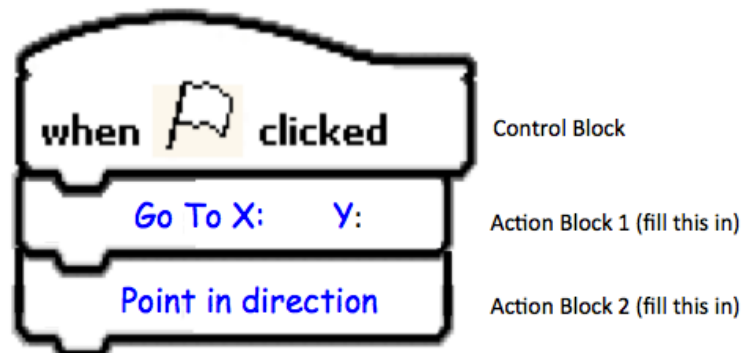 when clicked
Control Block
Go To X: Y:
Action Block 1 (fill this in)
Point in direction
Action Block 2 (fill this in)